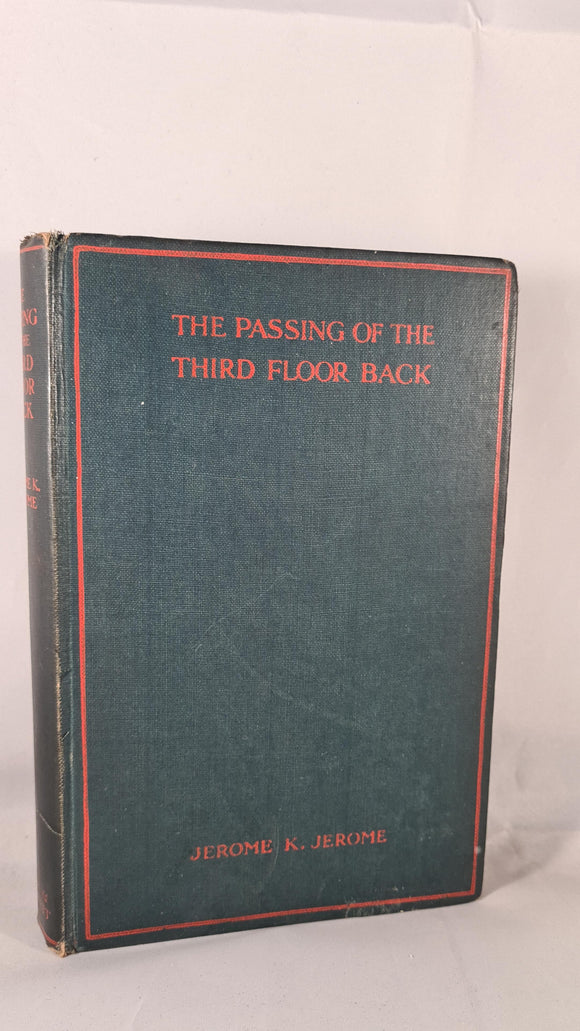 THE PASSING OF THE
THIRD FLOOR BACK
JEROME K. JEROME